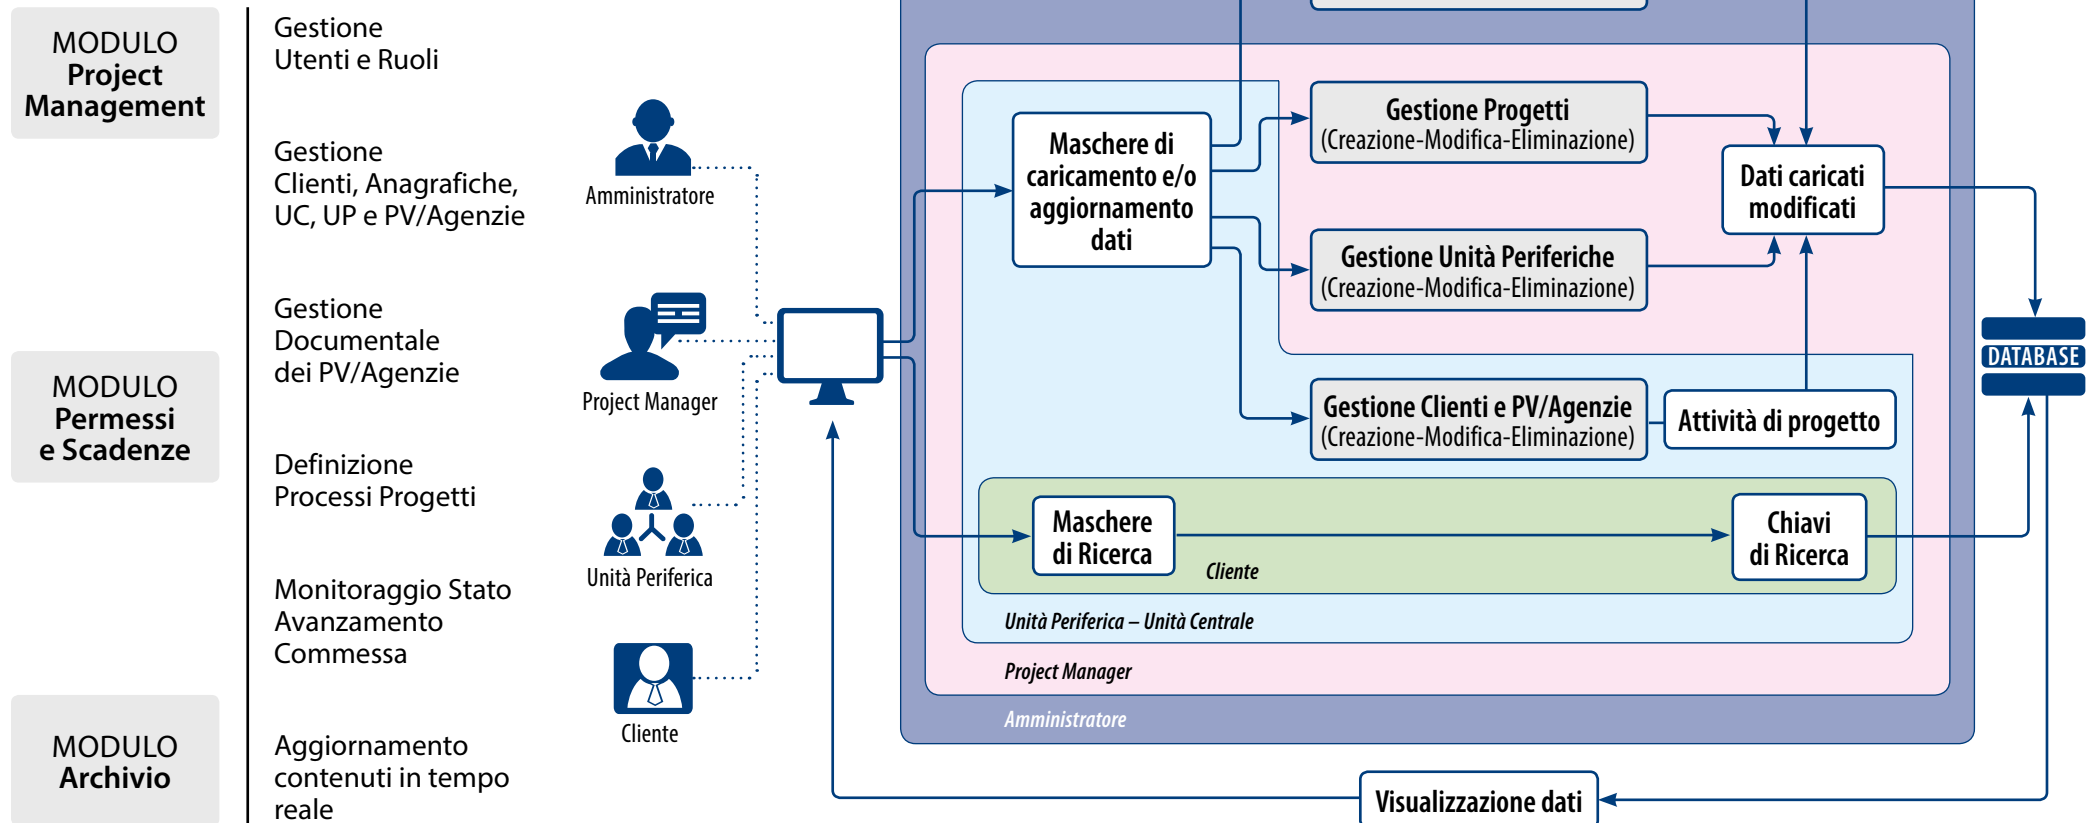 MODULO
Project
Management
MODULO
Permessi
e Scadenze
MODULO
Archivio
Gestione
Utenti e Ruoli
Gestione
Clienti, Anagrafiche,
UC, UP e PV/Agenzie
Gestione
Documentale
dei PV/Agenzie
Definizione
Processi Progetti
Monitoraggio Stato
Avanzamento
Commessa
Aggiornamento
contenuti in tempo
reale
Amministratore
Project Manager
Unità Periferica
Cliente
Maschere di
caricamento e/o
aggiornamento
dati
Gestione Progetti
(Creazione-Modifica-Eliminazione)
Gestione Unità Periferiche
(Creazione-Modifica-Eliminazione)
Gestione Clienti e PV/Agenzie
(Creazione-Modifica-Eliminazione)
Attività di progetto
Dati caricati
modificati
DATABASE
Maschere
di Ricerca
Chiavi
di Ricerca
Cliente
Unità Periferica – Unità Centrale
Project Manager
Amministratore
Visualizzazione dati